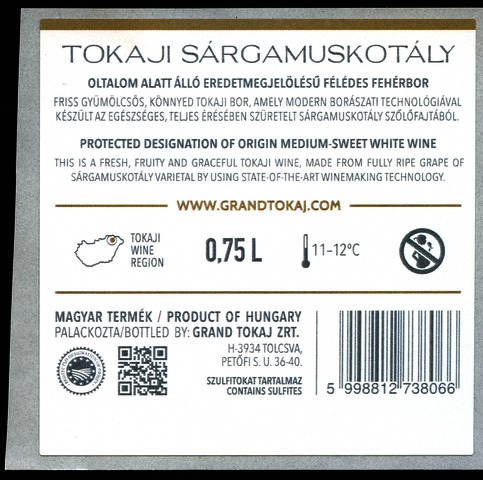 TOKAJI SÁRGAMUSKOTÁLY
OLTALOM ALATT ÁLLÓ EREDETMEGJELÖLÉSŰ FÉLÉDES FEHÉRBOR
FRISS GYÜMÖLCSÖS, KÖNNYED TOKAJI BOR, AMELY MODERN BORÁSZATI TECHNOLÓGIÁVAL
KÉSZÜLT AZ EGÉSZSÉGES, TELJES ÉRÉSÉBEN SZÜRETELT SÁRGAMUSKOTÁLY SZŐLŐFAJTÁBÓL.
PROTECTED DESIGNATION OF ORIGIN MEDIUM-SWEET WHITE WINE
THIS IS A FRESH, FRUITY AND GRACEFUL TOKAJI WINE, MADE FROM FULLY RIPE GRAPE OF
SÁRGAMUSKOTÁLY VARIETAL BY USING STATE-OF-THE-ART WINEMAKING TECHNOLOGY.
WWW.GRANDTOKAJ.COM
TOKAJI
WINE
REGION
0,75 L
11-12°C
MAGYAR TERMÉK / PRODUCT OF HUNGARY
PALACKOZTA/BOTTLED BY: GRAND TOKAJ ZRT.
H-3934 TOLCSVA,
PETŐFI S. U. 36-40.
SZULFITOKAT TARTALMAZ
CONTAINS SULFITES
5 998812 738066